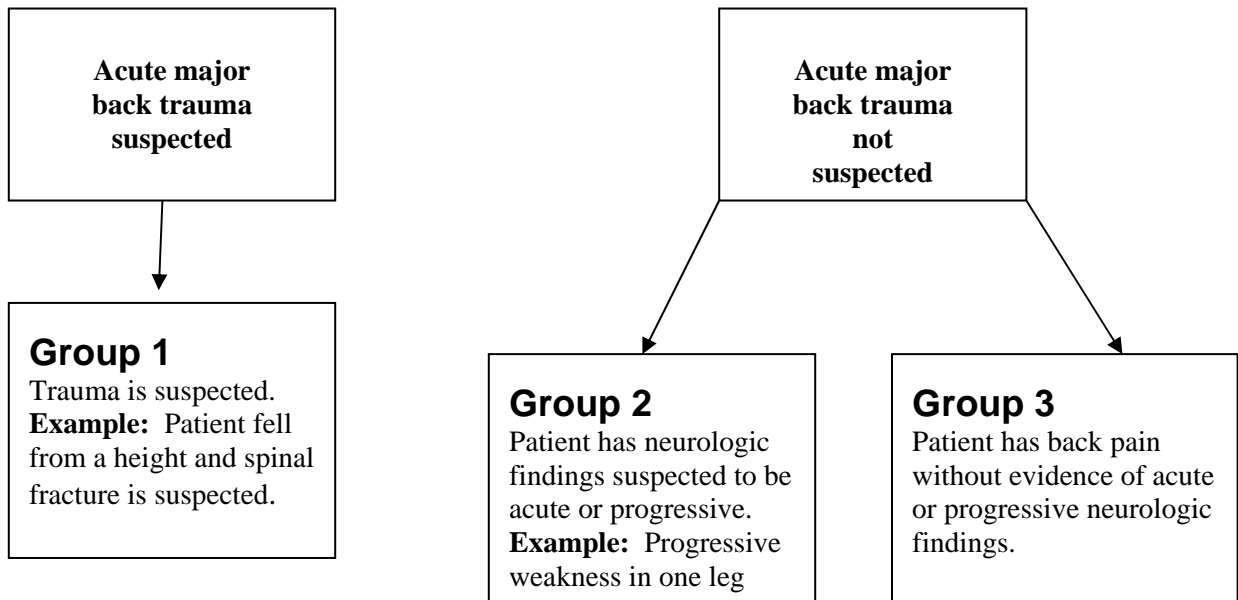 Acute major
back trauma
suspected
Acute major
back trauma
not
suspected
Group 1
Trauma is suspected.
Example: Patient fell
from a height and spinal
fracture is suspected.
Group 2
Patient has neurologic
findings suspected to be
acute or progressive.
Example: Progressive
weakness in one leg
Group 3
Patient has back pain
without evidence of acute
or progressive neurologic
findings.